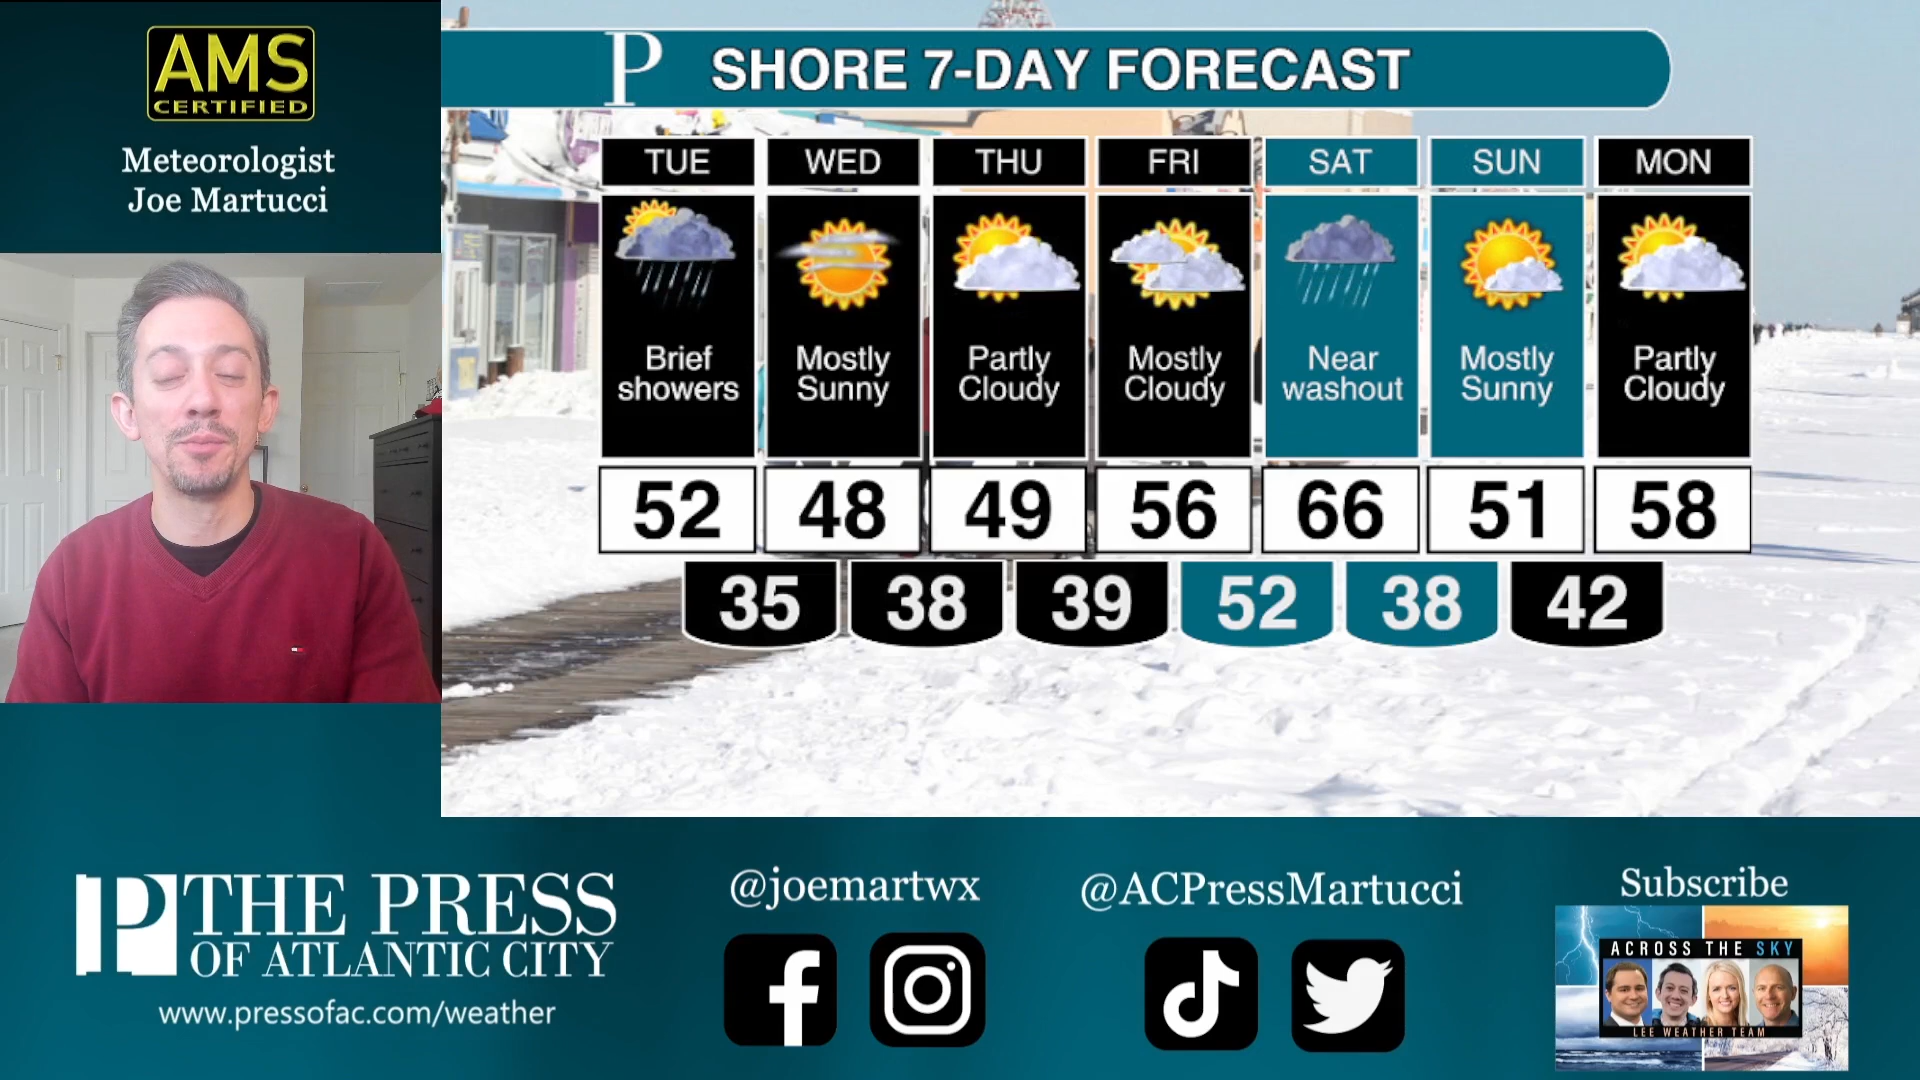 AMS
CERTIFIED
Meteorologist
Joe Martucci
P SHORE 7-DAY FORECAST
TUE WED THU FRI SAT SUN MON
Brief Mostly Partly Mostly Near Mostly Partly
showers Sunny Cloudy Cloudy washout Sunny Cloudy
52 48 49 56 66 51 58
35 38 39 52 38 42
P THE PRESS
OF ATLANTIC CITY
www.pressofac.com/weather
@joemartwx
@ACPressMartucci
Subscribe
ACROSS THE SKY
LEE WEATHER TEAM